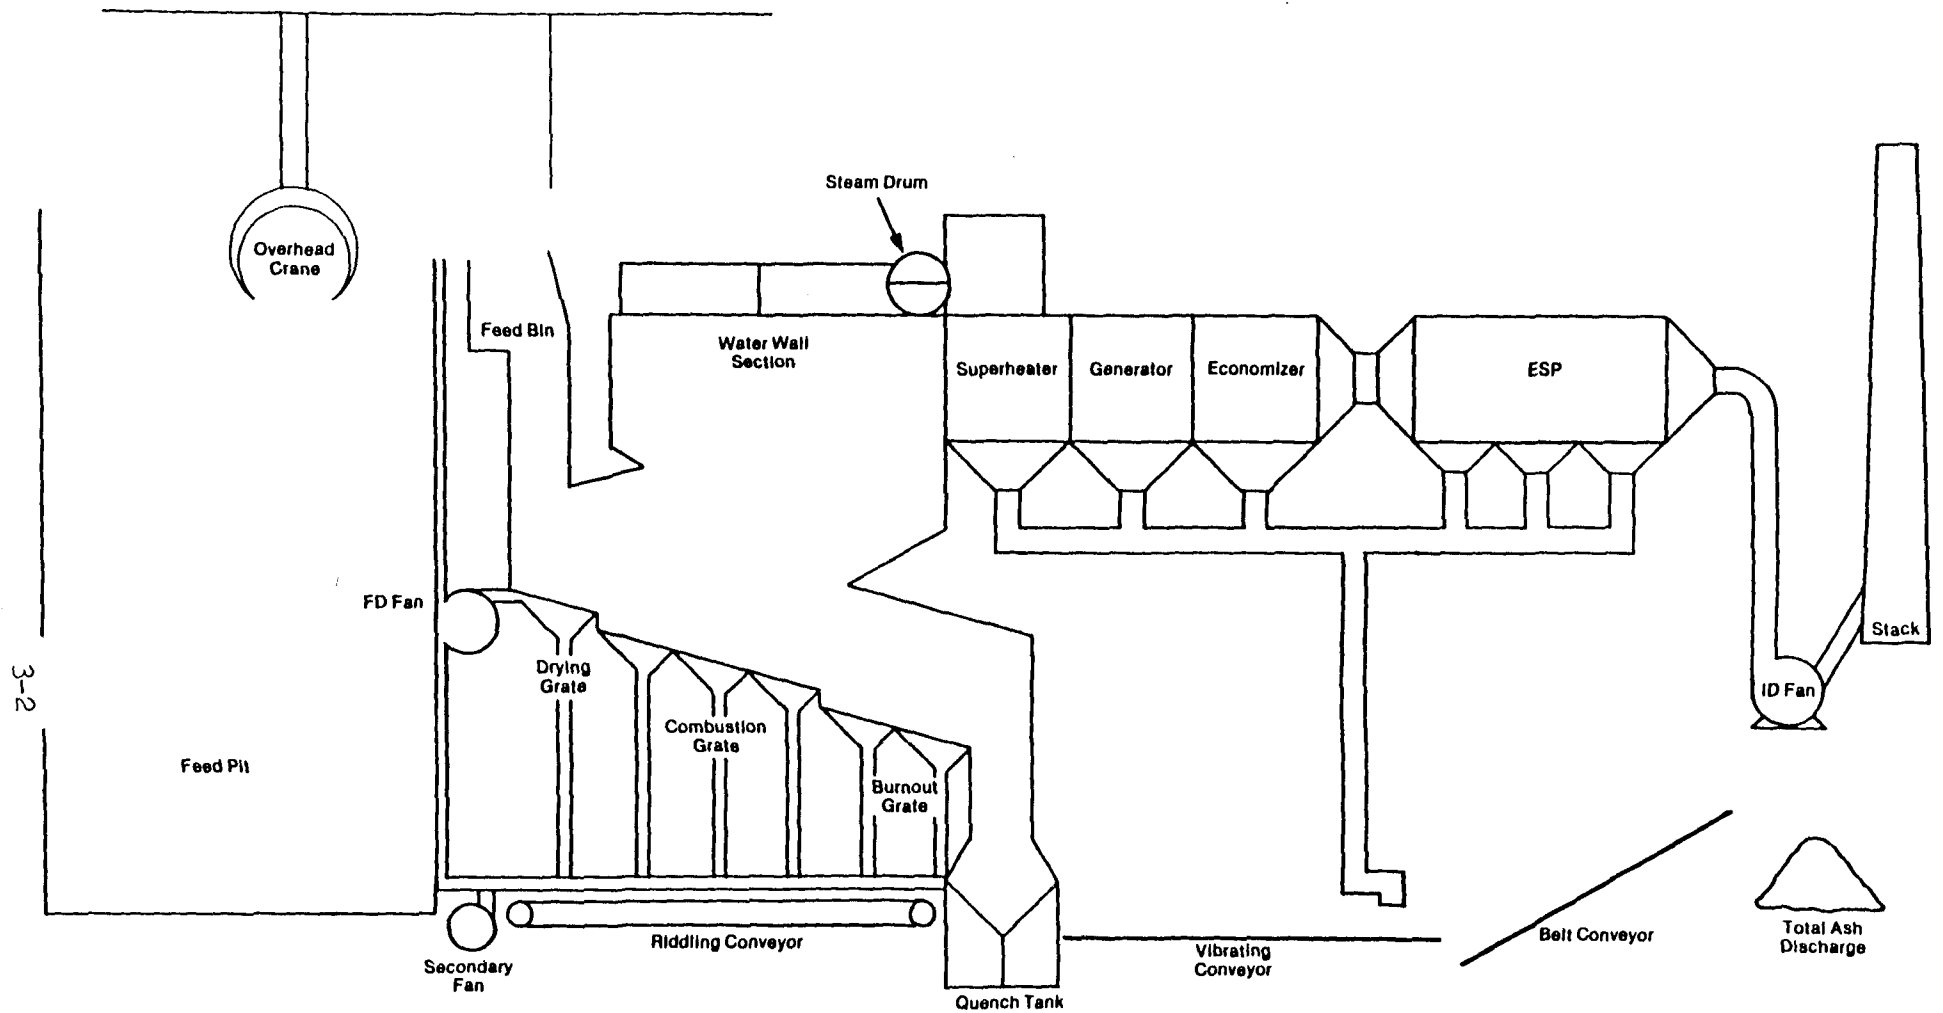 Steam Drum
Overhead
Crane
Feed Bin
Water Wall
Section
Superheater
Generator
Economizer
ESP
FD Fan
Stack
Drying
Grate
3-2
ID Fan
Combustion
Grate
Feed Pit
Burnout
Grate
Riddling Conveyor
Secondary
Fan
Vibrating
Conveyor
Belt Conveyor
Total Ash
Discharge
Quench Tank